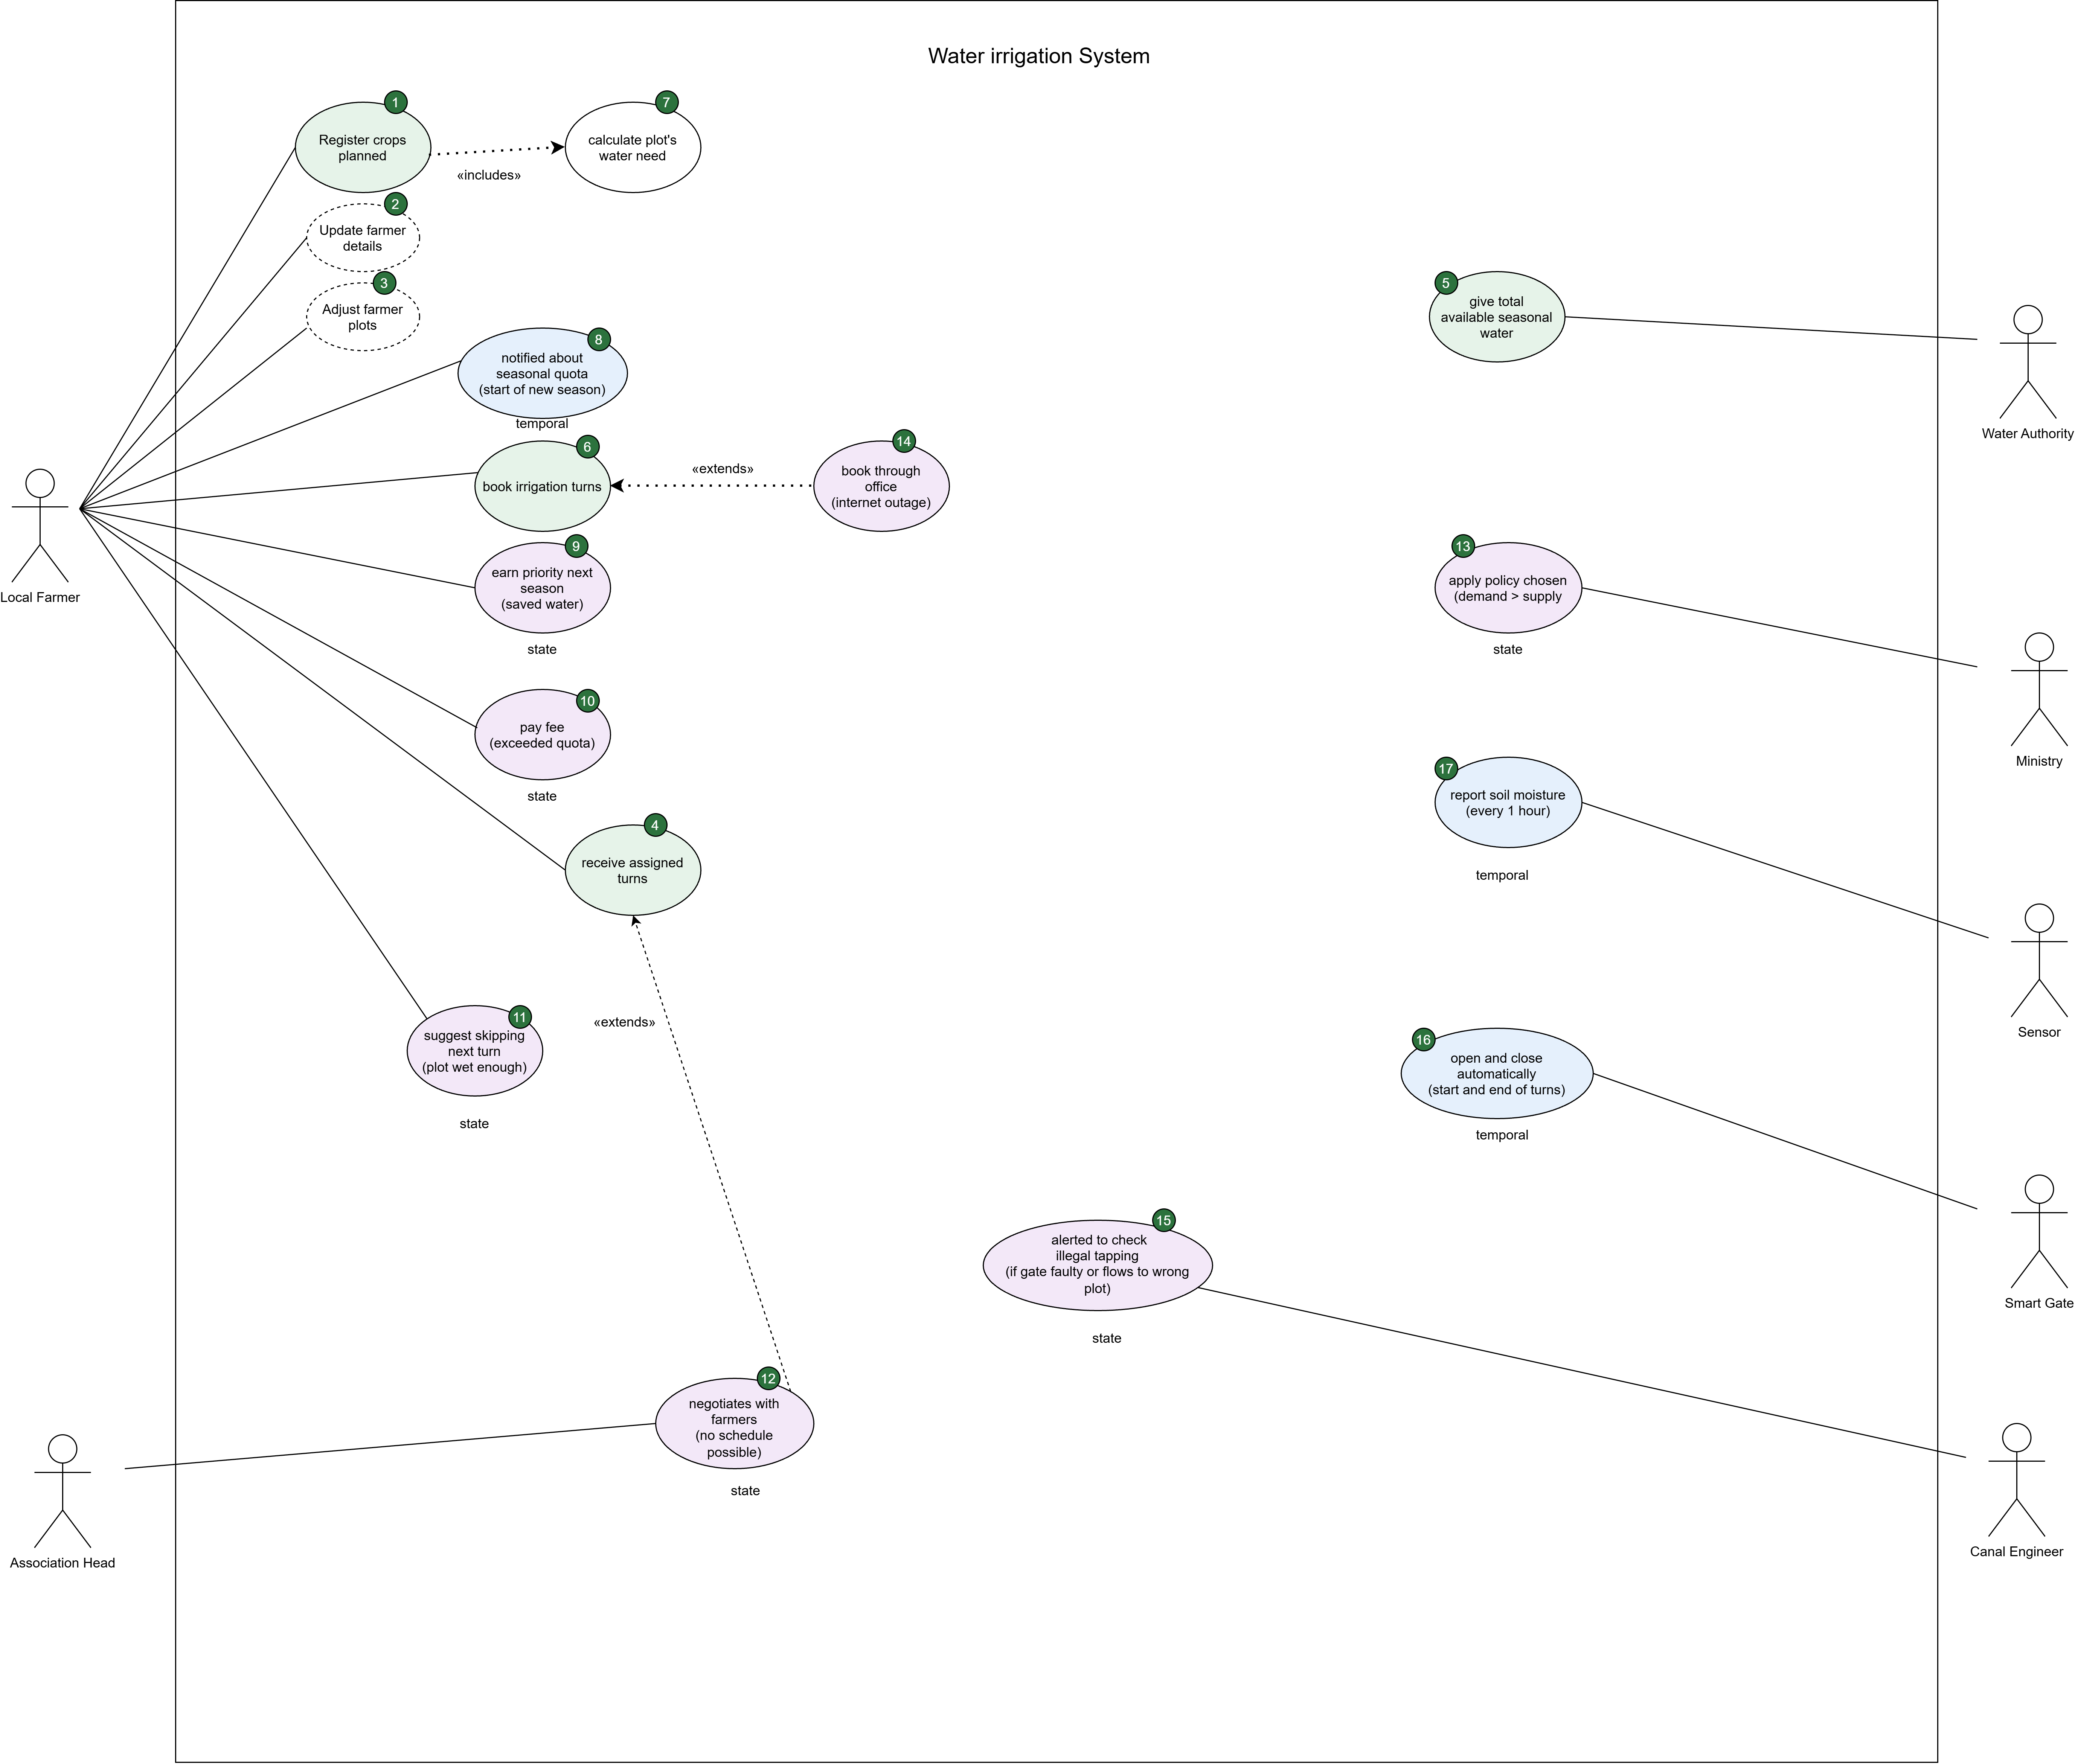 Water irrigation System
1
Register crops
planned
7
calculate plot's
water need
«includes»
2
Update farmer
details
3
Adjust farmer
plots
5
give total
available seasonal
water
Water Authority
8
notified about
seasonal quota
(start of new season)
temporal
6
book irrigation turns
«extends»
14
book through
office
(internet outage)
Local Farmer
9
earn priority next
season
(saved water)
state
13
apply policy chosen
(demand > supply
state
Ministry
10
pay fee
(exceeded quota)
state
17
report soil moisture
(every 1 hour)
temporal
Sensor
4
receive assigned
turns
11
suggest skipping
next turn
(plot wet enough)
state
«extends»
16
open and close
automatically
(start and end of turns)
temporal
Smart Gate
15
alerted to check
illegal tapping
(if gate faulty or flows to wrong
plot)
state
12
negotiates with
farmers
(no schedule
possible)
state
Association Head
Canal Engineer